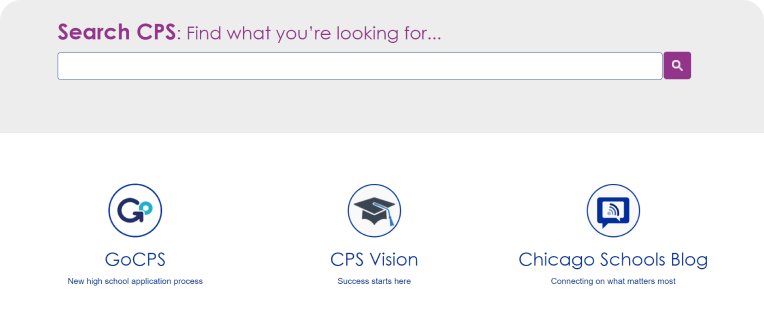 Search CPS: Find what you're looking for...
Go
GoCPS
CPS Vision
Chicago Schools Blog
New high school application process
Success starts here
Connecting on what matters most